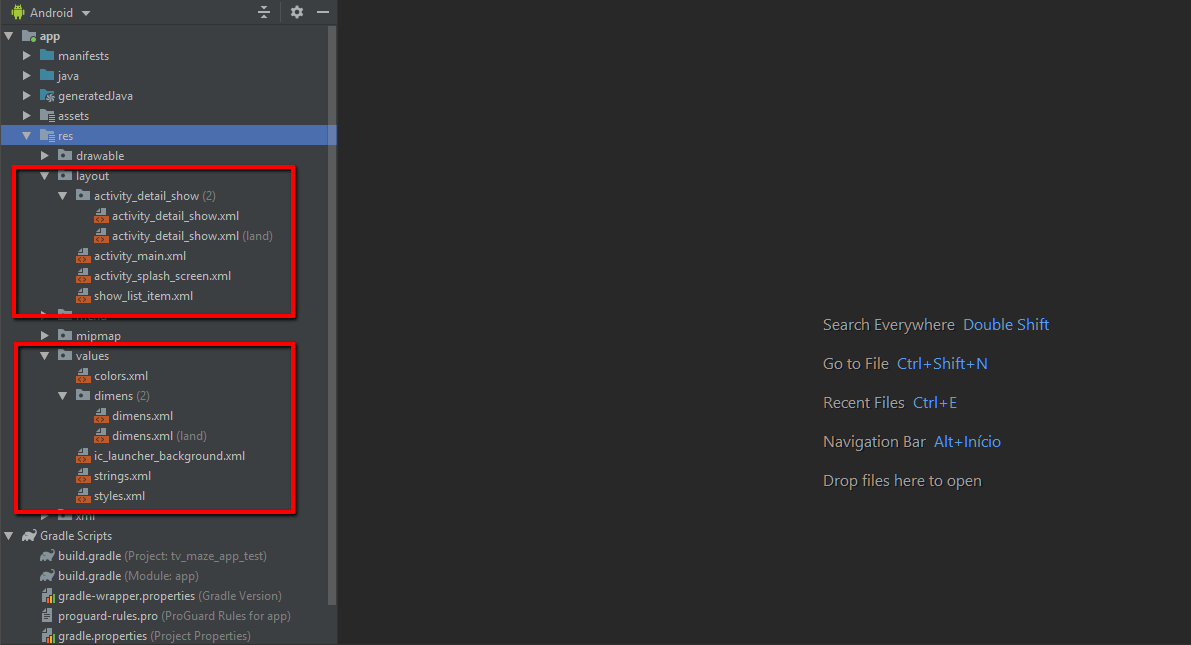 Android
app
manifests
java
generatedJava
assets
res
drawable
layout
activity_detail_show (2)
activity_detail_show.xml
activity_detail_show.xml (land)
activity_main.xml
activity_splash_screen.xml
show_list_item.xml
mipmap
values
colors.xml
dimens (2)
dimens.xml
dimens.xml (land)
ic_launcher_background.xml
strings.xml
styles.xml
xml
Gradle Scripts
build.gradle (Project: tv_maze_app_test)
build.gradle (Module: app)
gradle-wrapper.properties (Gradle Version)
proguard-rules.pro (ProGuard Rules for app)
gradle.properties (Project Properties)
Search Everywhere Double Shift
Go to File Ctrl+Shift+N
Recent Files Ctrl+E
Navigation Bar Alt+Início
Drop files here to open